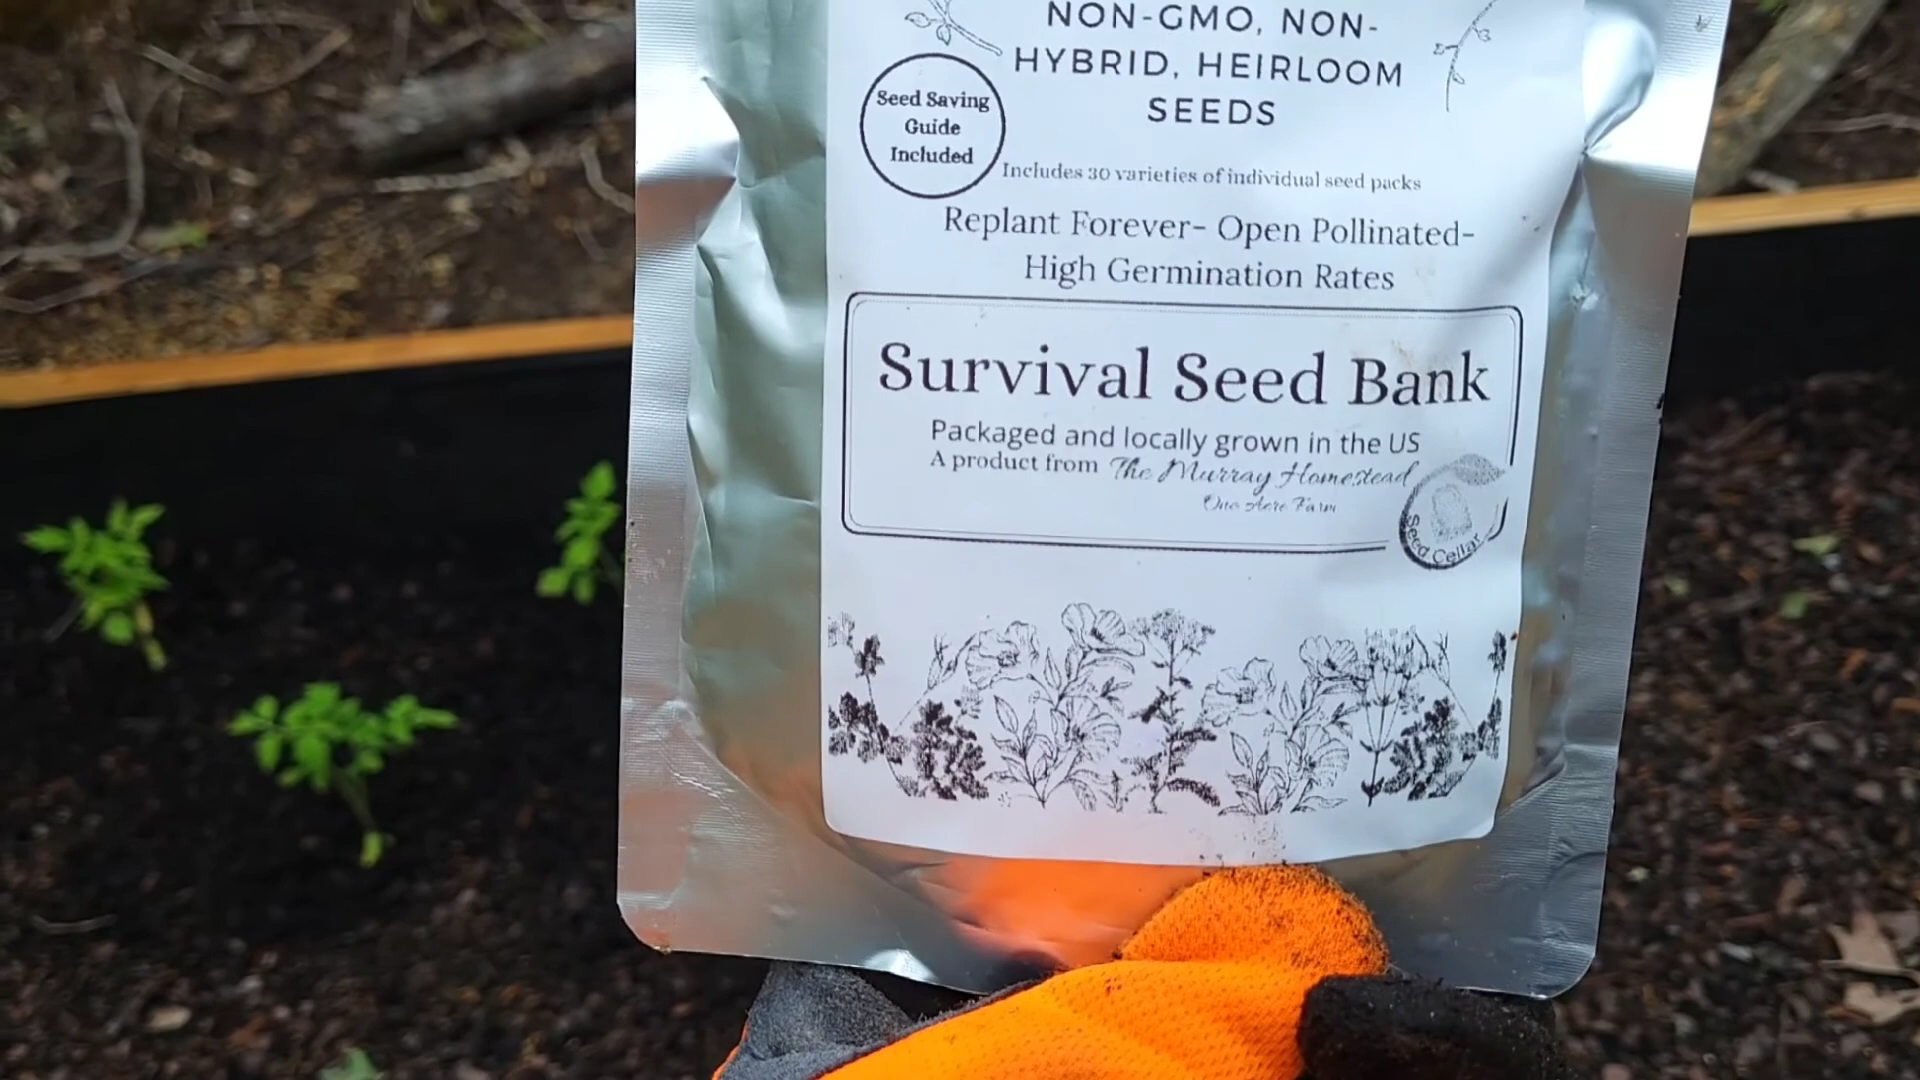 NON-GMO, NON-
HYBRID, HEIRLOOM
SEEDS
Seed Saving
Guide
Included
Includes 30 varieties of individual seed packs
Replant Forever- Open Pollinated-
High Germination Rates
Survival Seed Bank
Packaged and locally grown in the US
A product from The Murray Homestead
One Acre Farm
Seed Cellar